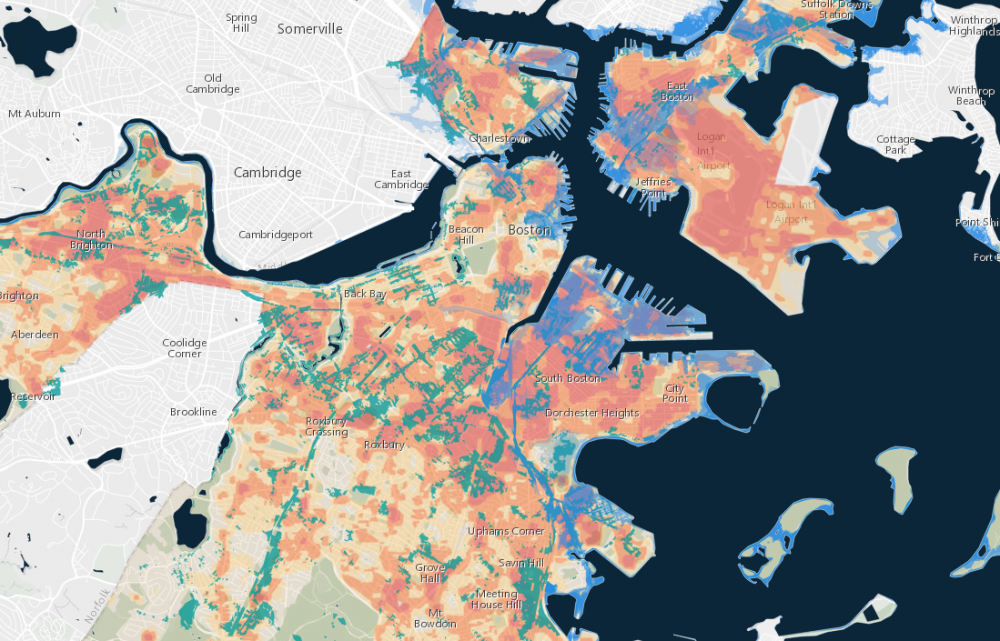 Spring
Hill
Somerville
Suffolk Downs
Station
Winthrop
Highlands
Old
Cambridge
Mt Auburn
East
Boston
Winthrop
Beach
Charlestown
Logan
Int'l
Airport
Cottage
Park
Cambridge
East
Cambridge
Jeffries
Point
Logan Int'l
Airport
North
Brighton
Cambridgeport
Beacon
Hill
Boston
Point Shi
Fort
Brighton
Back Bay
Aberdeen
Coolidge
Corner
South Boston
City
Point
Reservoir
Brookline
Dorchester Heights
Roxbury
Crossing
Roxbury
Uphams Corner
Savin Hill
Grove
Hall
Meeting
House Hill
Norfolk
Mt
Bowdoin